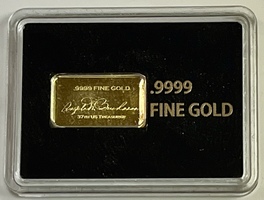 .9999 FINE GOLD
37TH US TREASURER
.9999
FINE GOLD